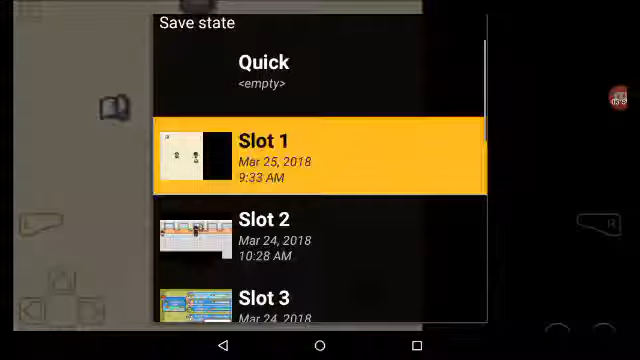 Save state
Quick
<empty>
Slot 1
Mar 25, 2018
9:33 AM
Slot 2
Mar 24, 2018
10:28 AM
Slot 3
Mar 24, 2018
L
R